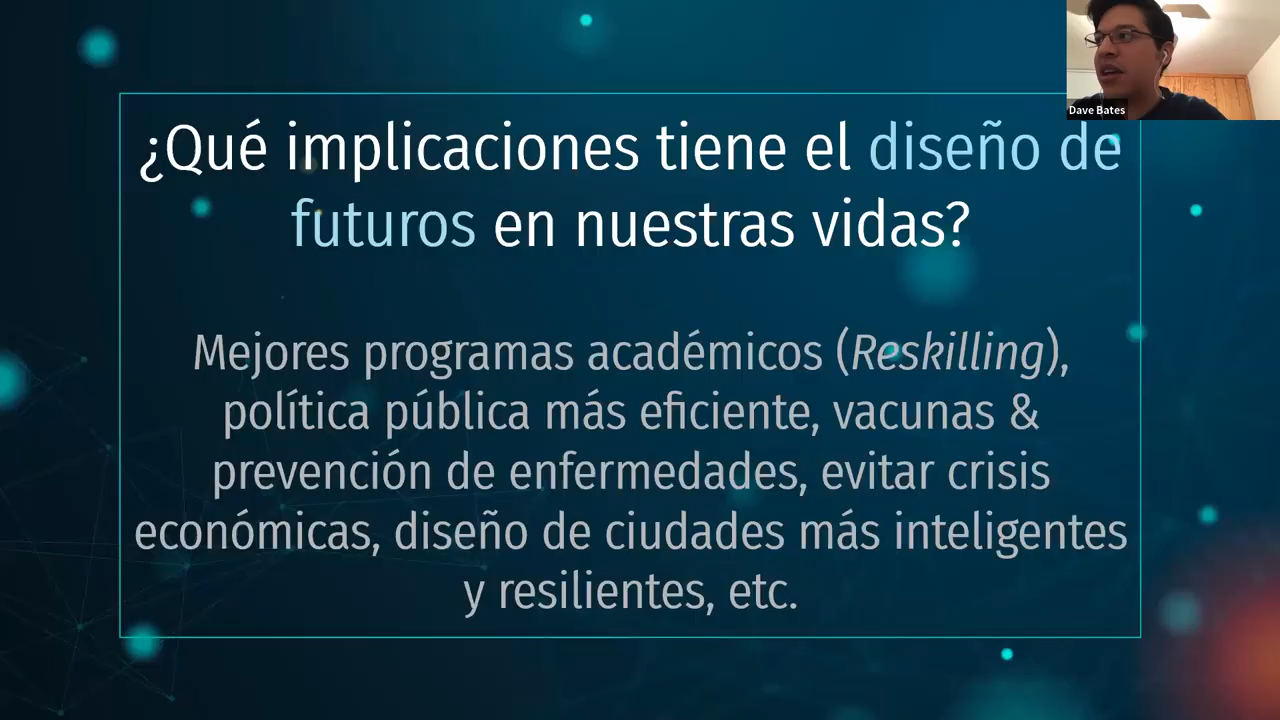 Dave Bates
¿Qué implicaciones tiene el diseño de
futuros en nuestras vidas?
Mejores programas académicos (Reskilling),
política pública más eficiente, vacunas &
prevención de enfermedades, evitar crisis
económicas, diseño de ciudades más inteligentes
y resilientes, etc.